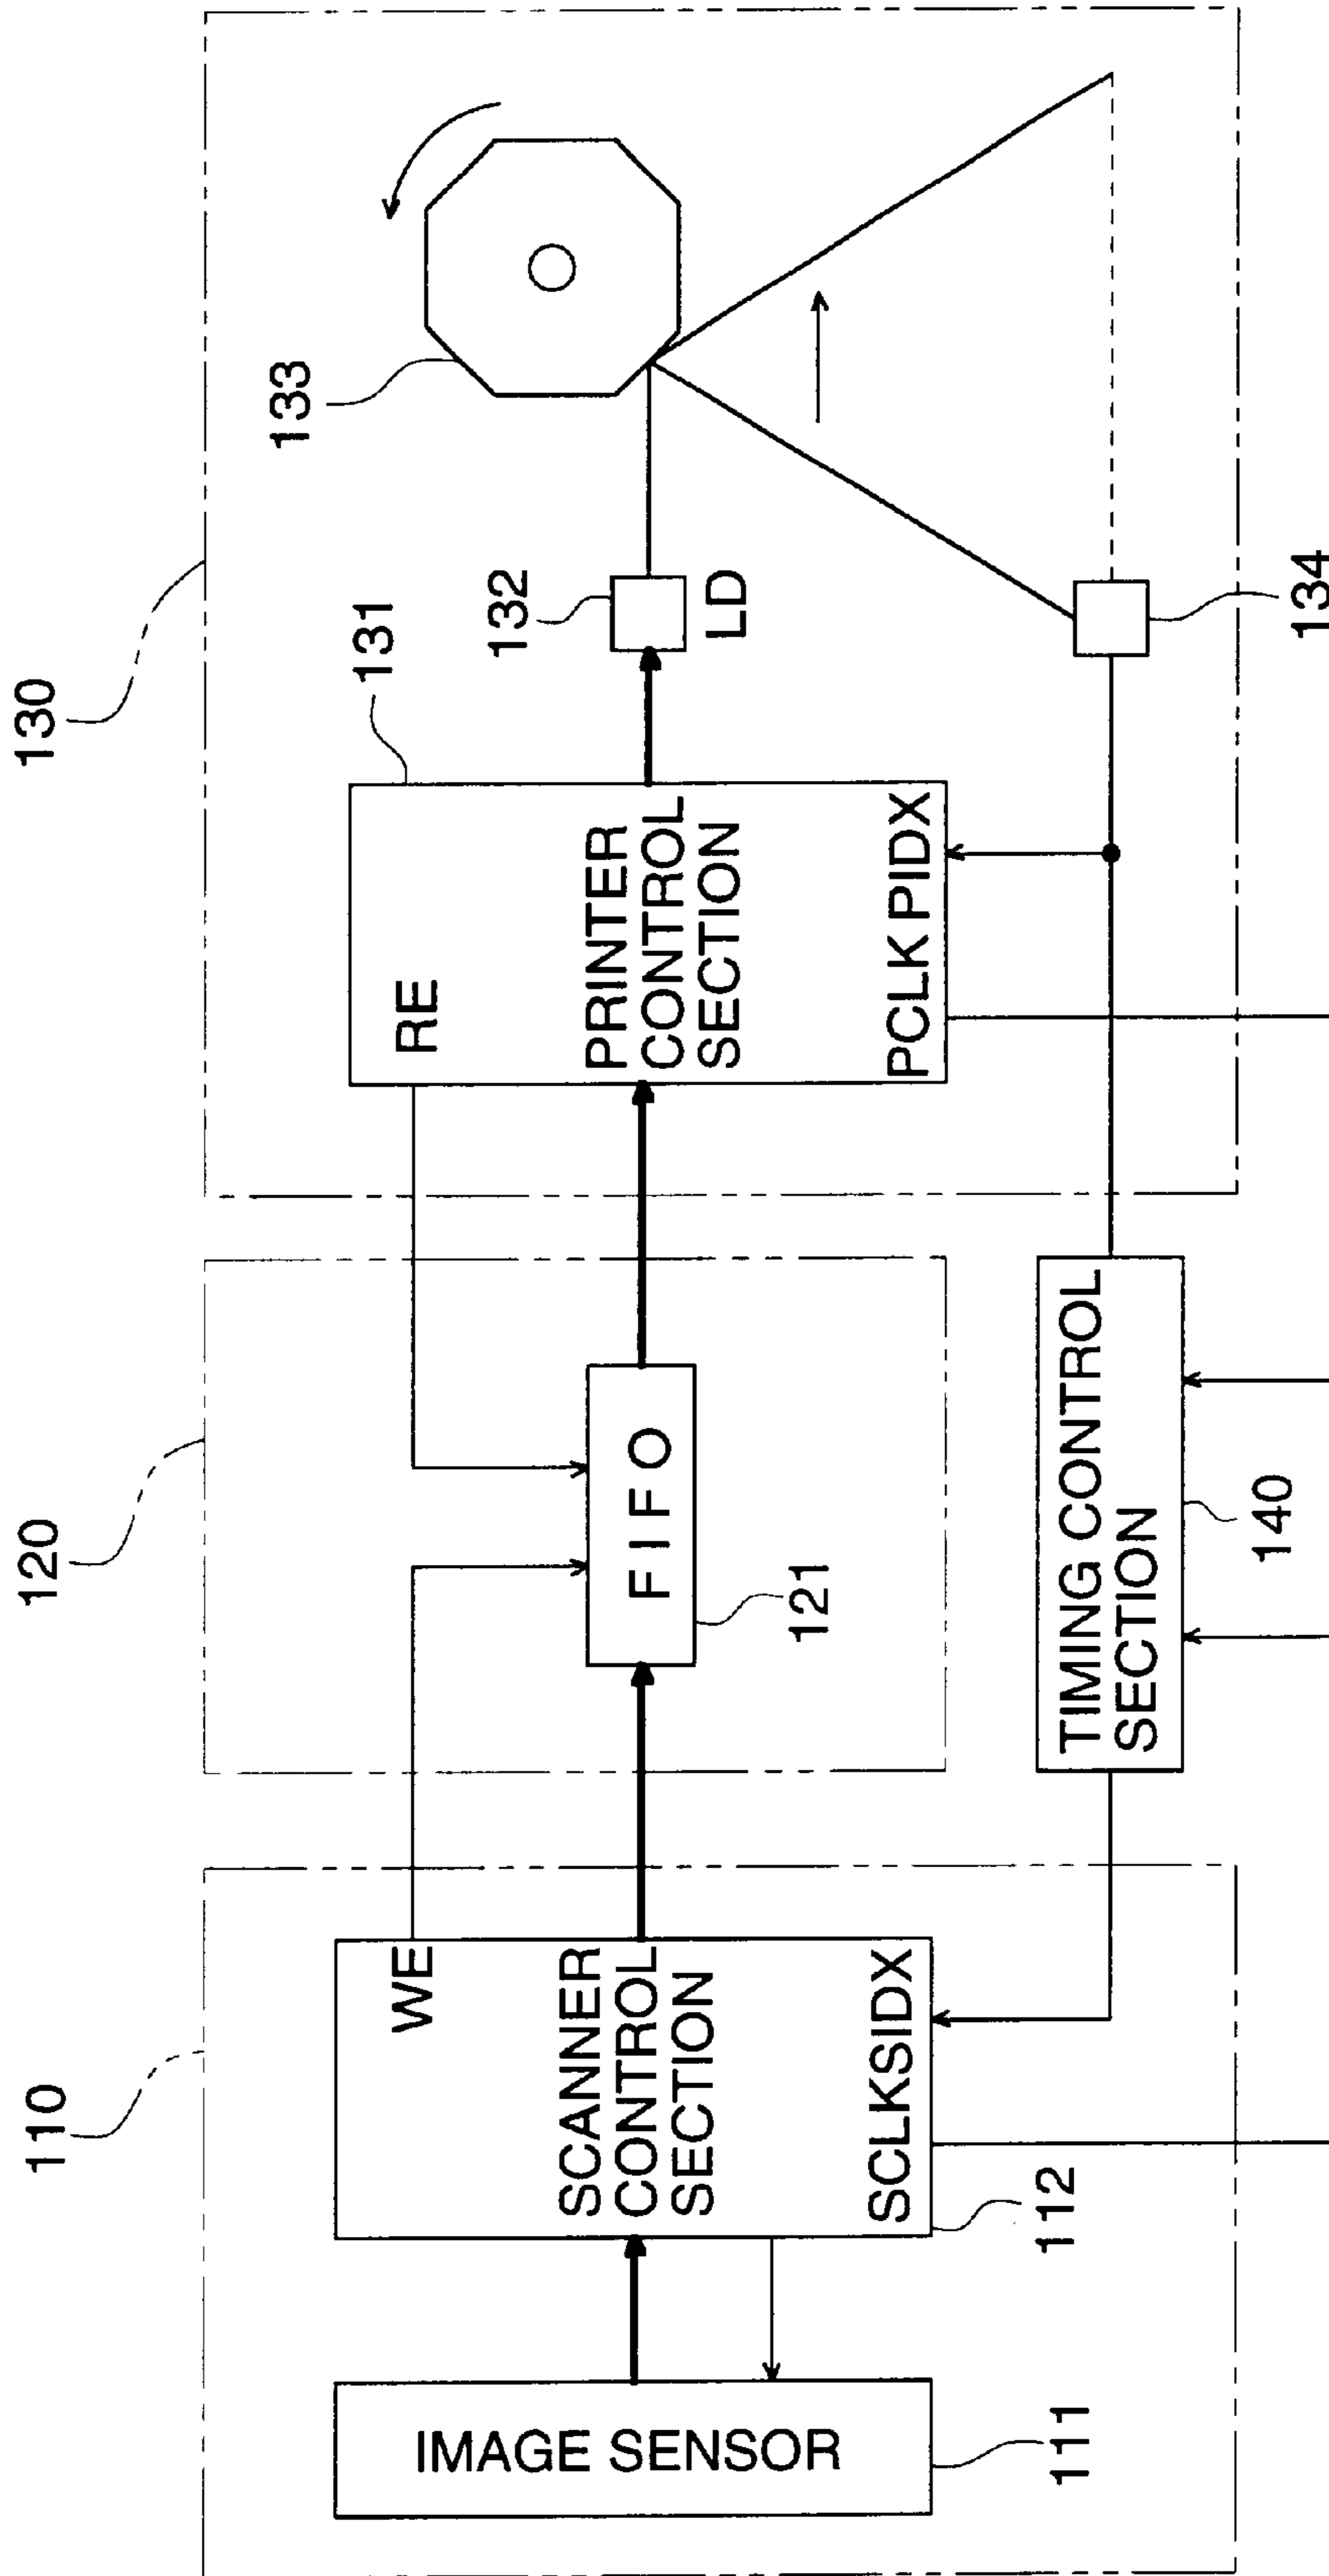 110
120
130
WE
RE
131
132
133
SCANNER
CONTROL
SECTION
F I F O
PRINTER
CONTROL
SECTION
LD
IMAGE SENSOR
121
SCLKSIDX
PCLK PIDX
111
112
TIMING CONTROL
SECTION
140
134